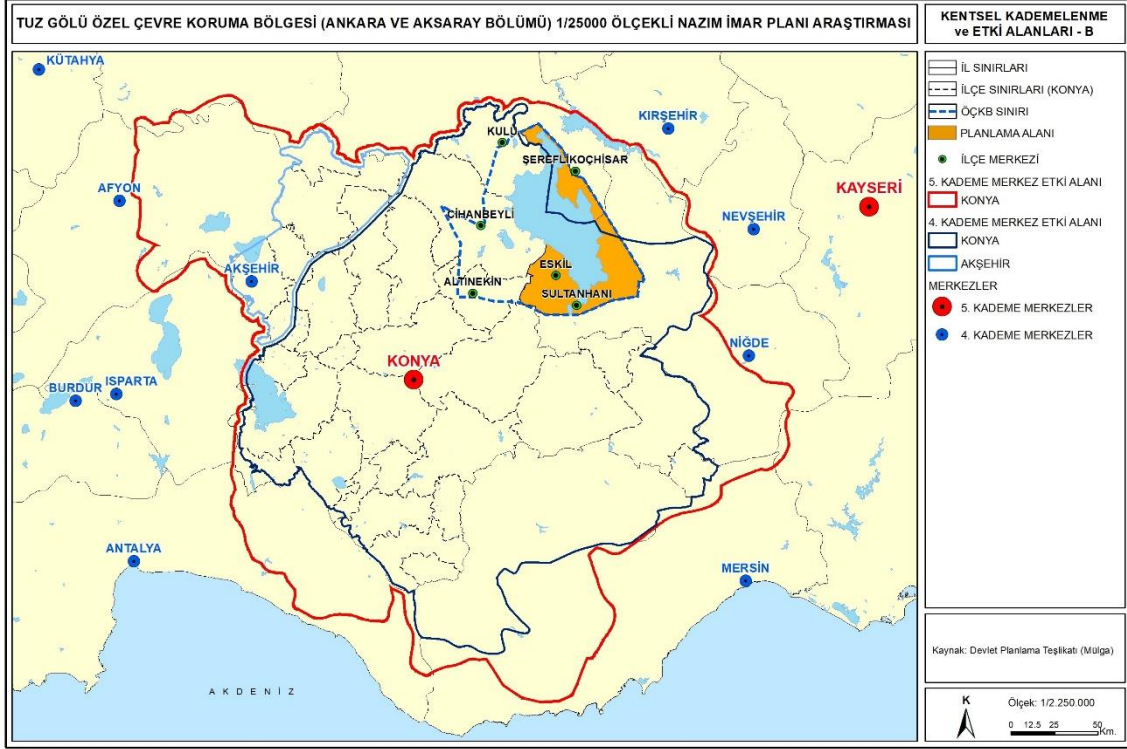 TUZ GÖLÜ ÖZEL ÇEVRE KORUMA BÖLGESİ (ANKARA VE AKSARAY BÖLÜMÜ) 1/25000 ÖLÇEKLİ NAZIM İMAR PLANI ARAŞTIRMASI
KENTSEL KADEMELENME
ve ETKİ ALANLARI - B
KÜTAHYA
KIRŞEHİR
KULU
ŞEREFLİKOÇHİSAR
AFYON
KAYSERİ
NEVŞEHİR
CİHANBEYLİ
AKŞEHİR
ESKİL
ALTINEKİN
SULTANHANI
NİĞDE
KONYA
ISPARTA
BURDUR
ANTALYA
MERSİN
AKDENİZ
İL SINIRLARI
İLÇE SINIRLARI (KONYA)
ÖÇKB SINIRI
PLANLAMA ALANI
İLÇE MERKEZİ
5. KADEME MERKEZ ETKİ ALANI
KONYA
4. KADEME MERKEZ ETKİ ALANI
KONYA
AKŞEHİR
MERKEZLER
5. KADEME MERKEZLER
4. KADEME MERKEZLER
Kaynak: Devlet Planlama Teşlikatı (Mülga)
K
Ölçek: 1/2.250.000
0 12.5 25 50
Km.